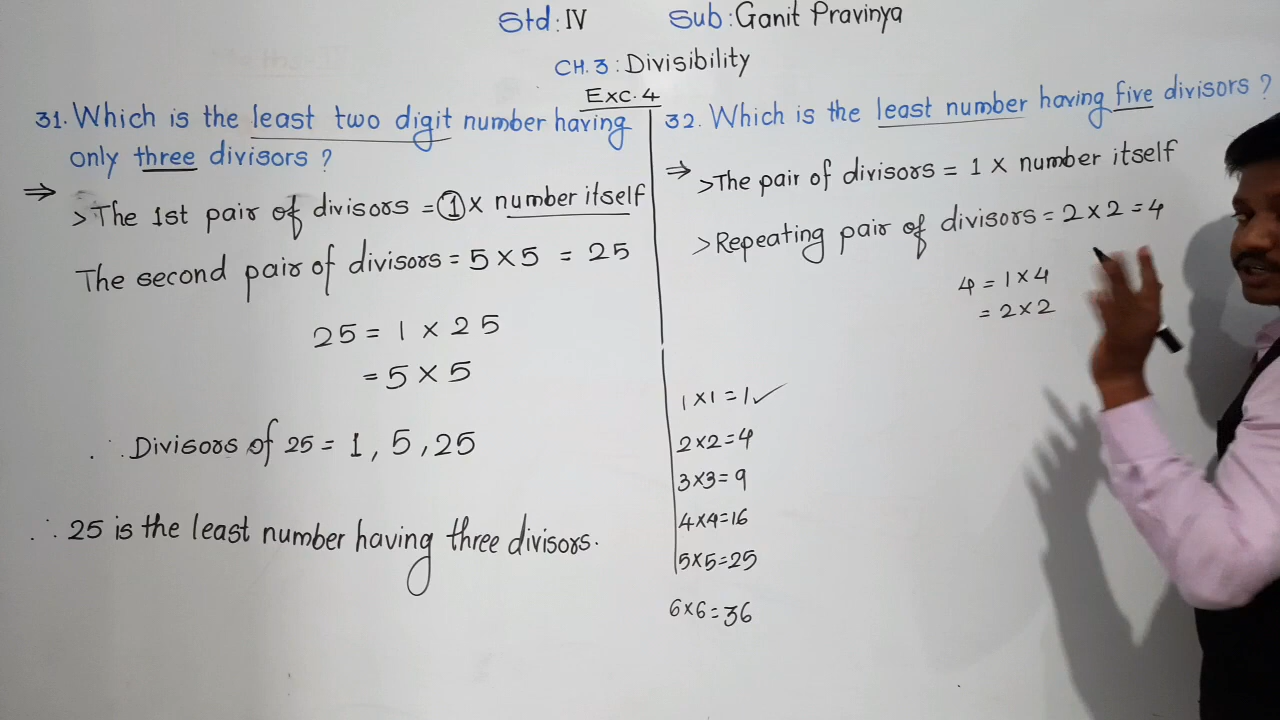 Std : IV Sub : Ganit Pravinya
CH. 3 : Divisibility
Exc. 4
31. Which is the least two digit number having
only three divisors ?
⇒ > The 1st pair of divisors = 1 × number itself
The second pair of divisors = 5 × 5 = 25
25 = 1 × 25
= 5 × 5
∴ Divisors of 25 = 1, 5, 25
∴ 25 is the least number having three divisors.
32. Which is the least number having five divisors ?
⇒ > The pair of divisors = 1 × number itself
> Repeating pair of divisors = 2 × 2 = 4
4 = 1 × 4
= 2 × 2
1 × 1 = 1 ✓
2 × 2 = 4
3 × 3 = 9
4 × 4 = 16
5 × 5 = 25
6 × 6 = 36